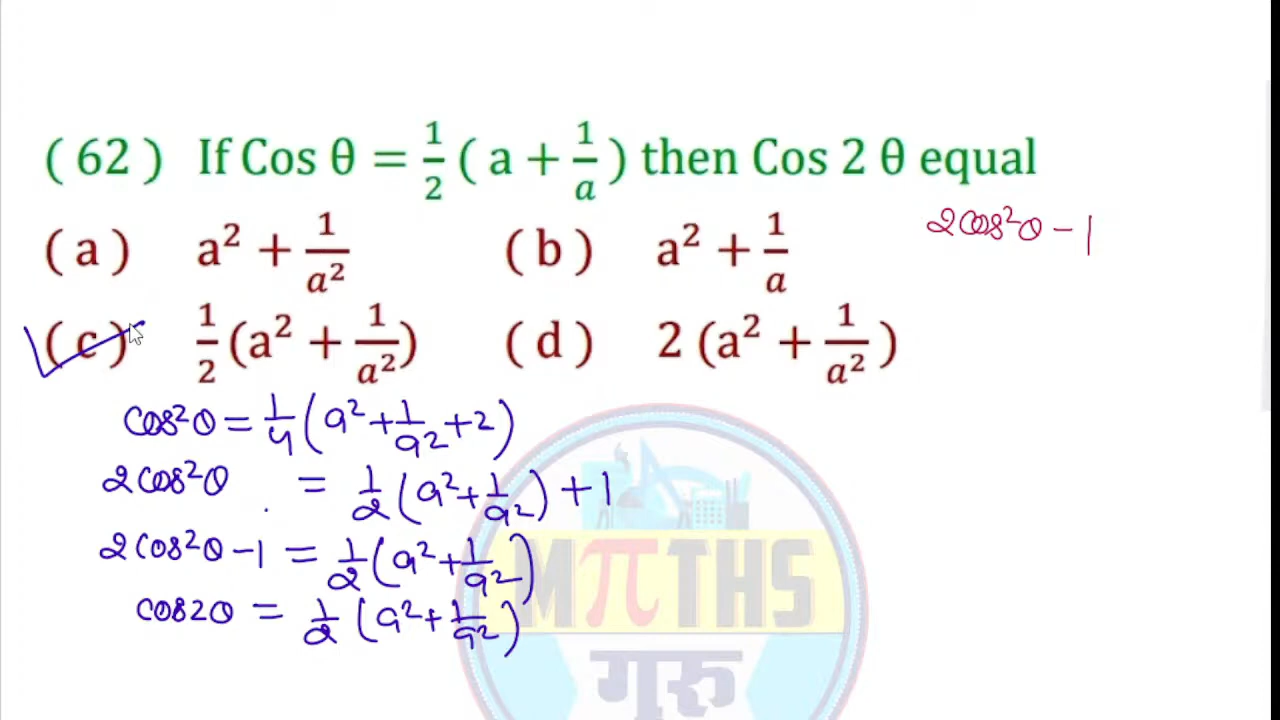 ( 62 ) If Cos θ = 1/2 ( a + 1/a ) then Cos 2 θ equal
2cos²θ - 1
( a ) a² + 1/a² ( b ) a² + 1/a
( c ) 1/2 (a² + 1/a²) ( d ) 2 (a² + 1/a²)
cos²θ = 1/4 (a² + 1/a² + 2)
2cos²θ = 1/2 (a² + 1/a²) + 1
2cos²θ - 1 = 1/2 (a² + 1/a²)
cos2θ = 1/2 (a² + 1/a²)
MπTHS
गुरु